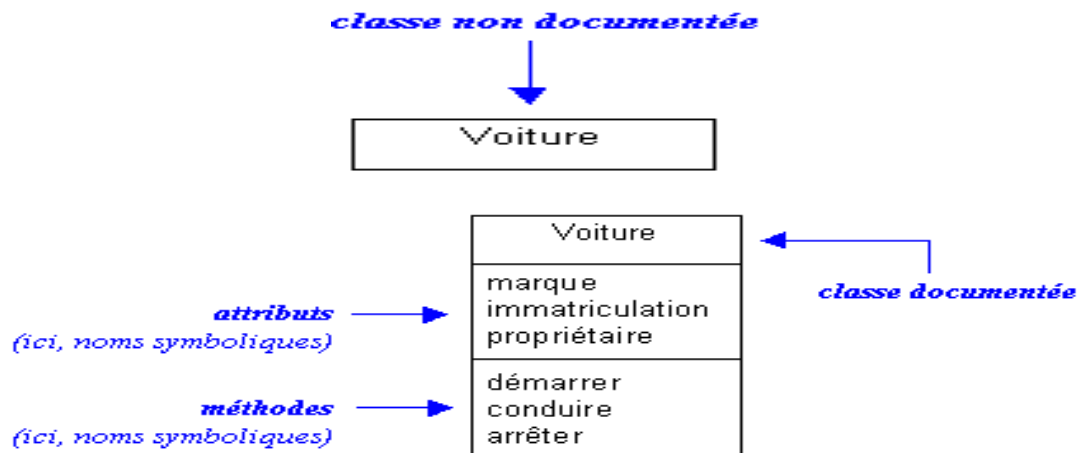 classe non documentée
Voiture
Voiture
classe documentée
marque
immatriculation
propriétaire
attributs
(ici, noms symboliques)
démarrer
conduire
arrêter
méthodes
(ici, noms symboliques)